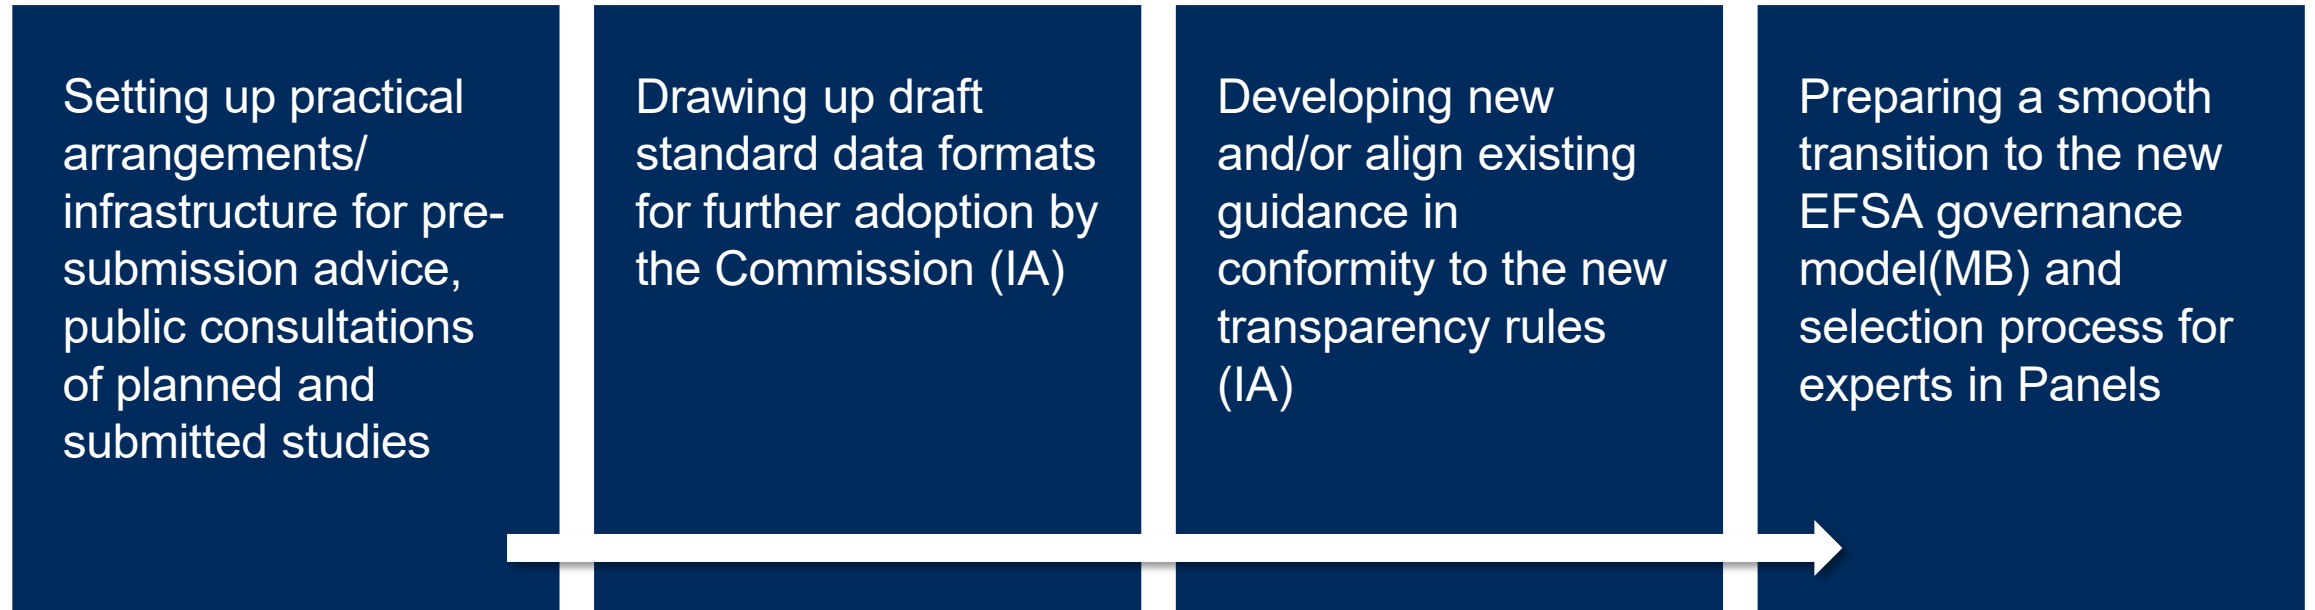 Setting up practical
arrangements/
infrastructure for pre-
submission advice,
public consultations
of planned and
submitted studies
Drawing up draft
standard data formats
for further adoption by
the Commission (IA)
Developing new
and/or align existing
guidance in
conformity to the new
transparency rules
(IA)
Preparing a smooth
transition to the new
EFSA governance
model(MB) and
selection process for
experts in Panels